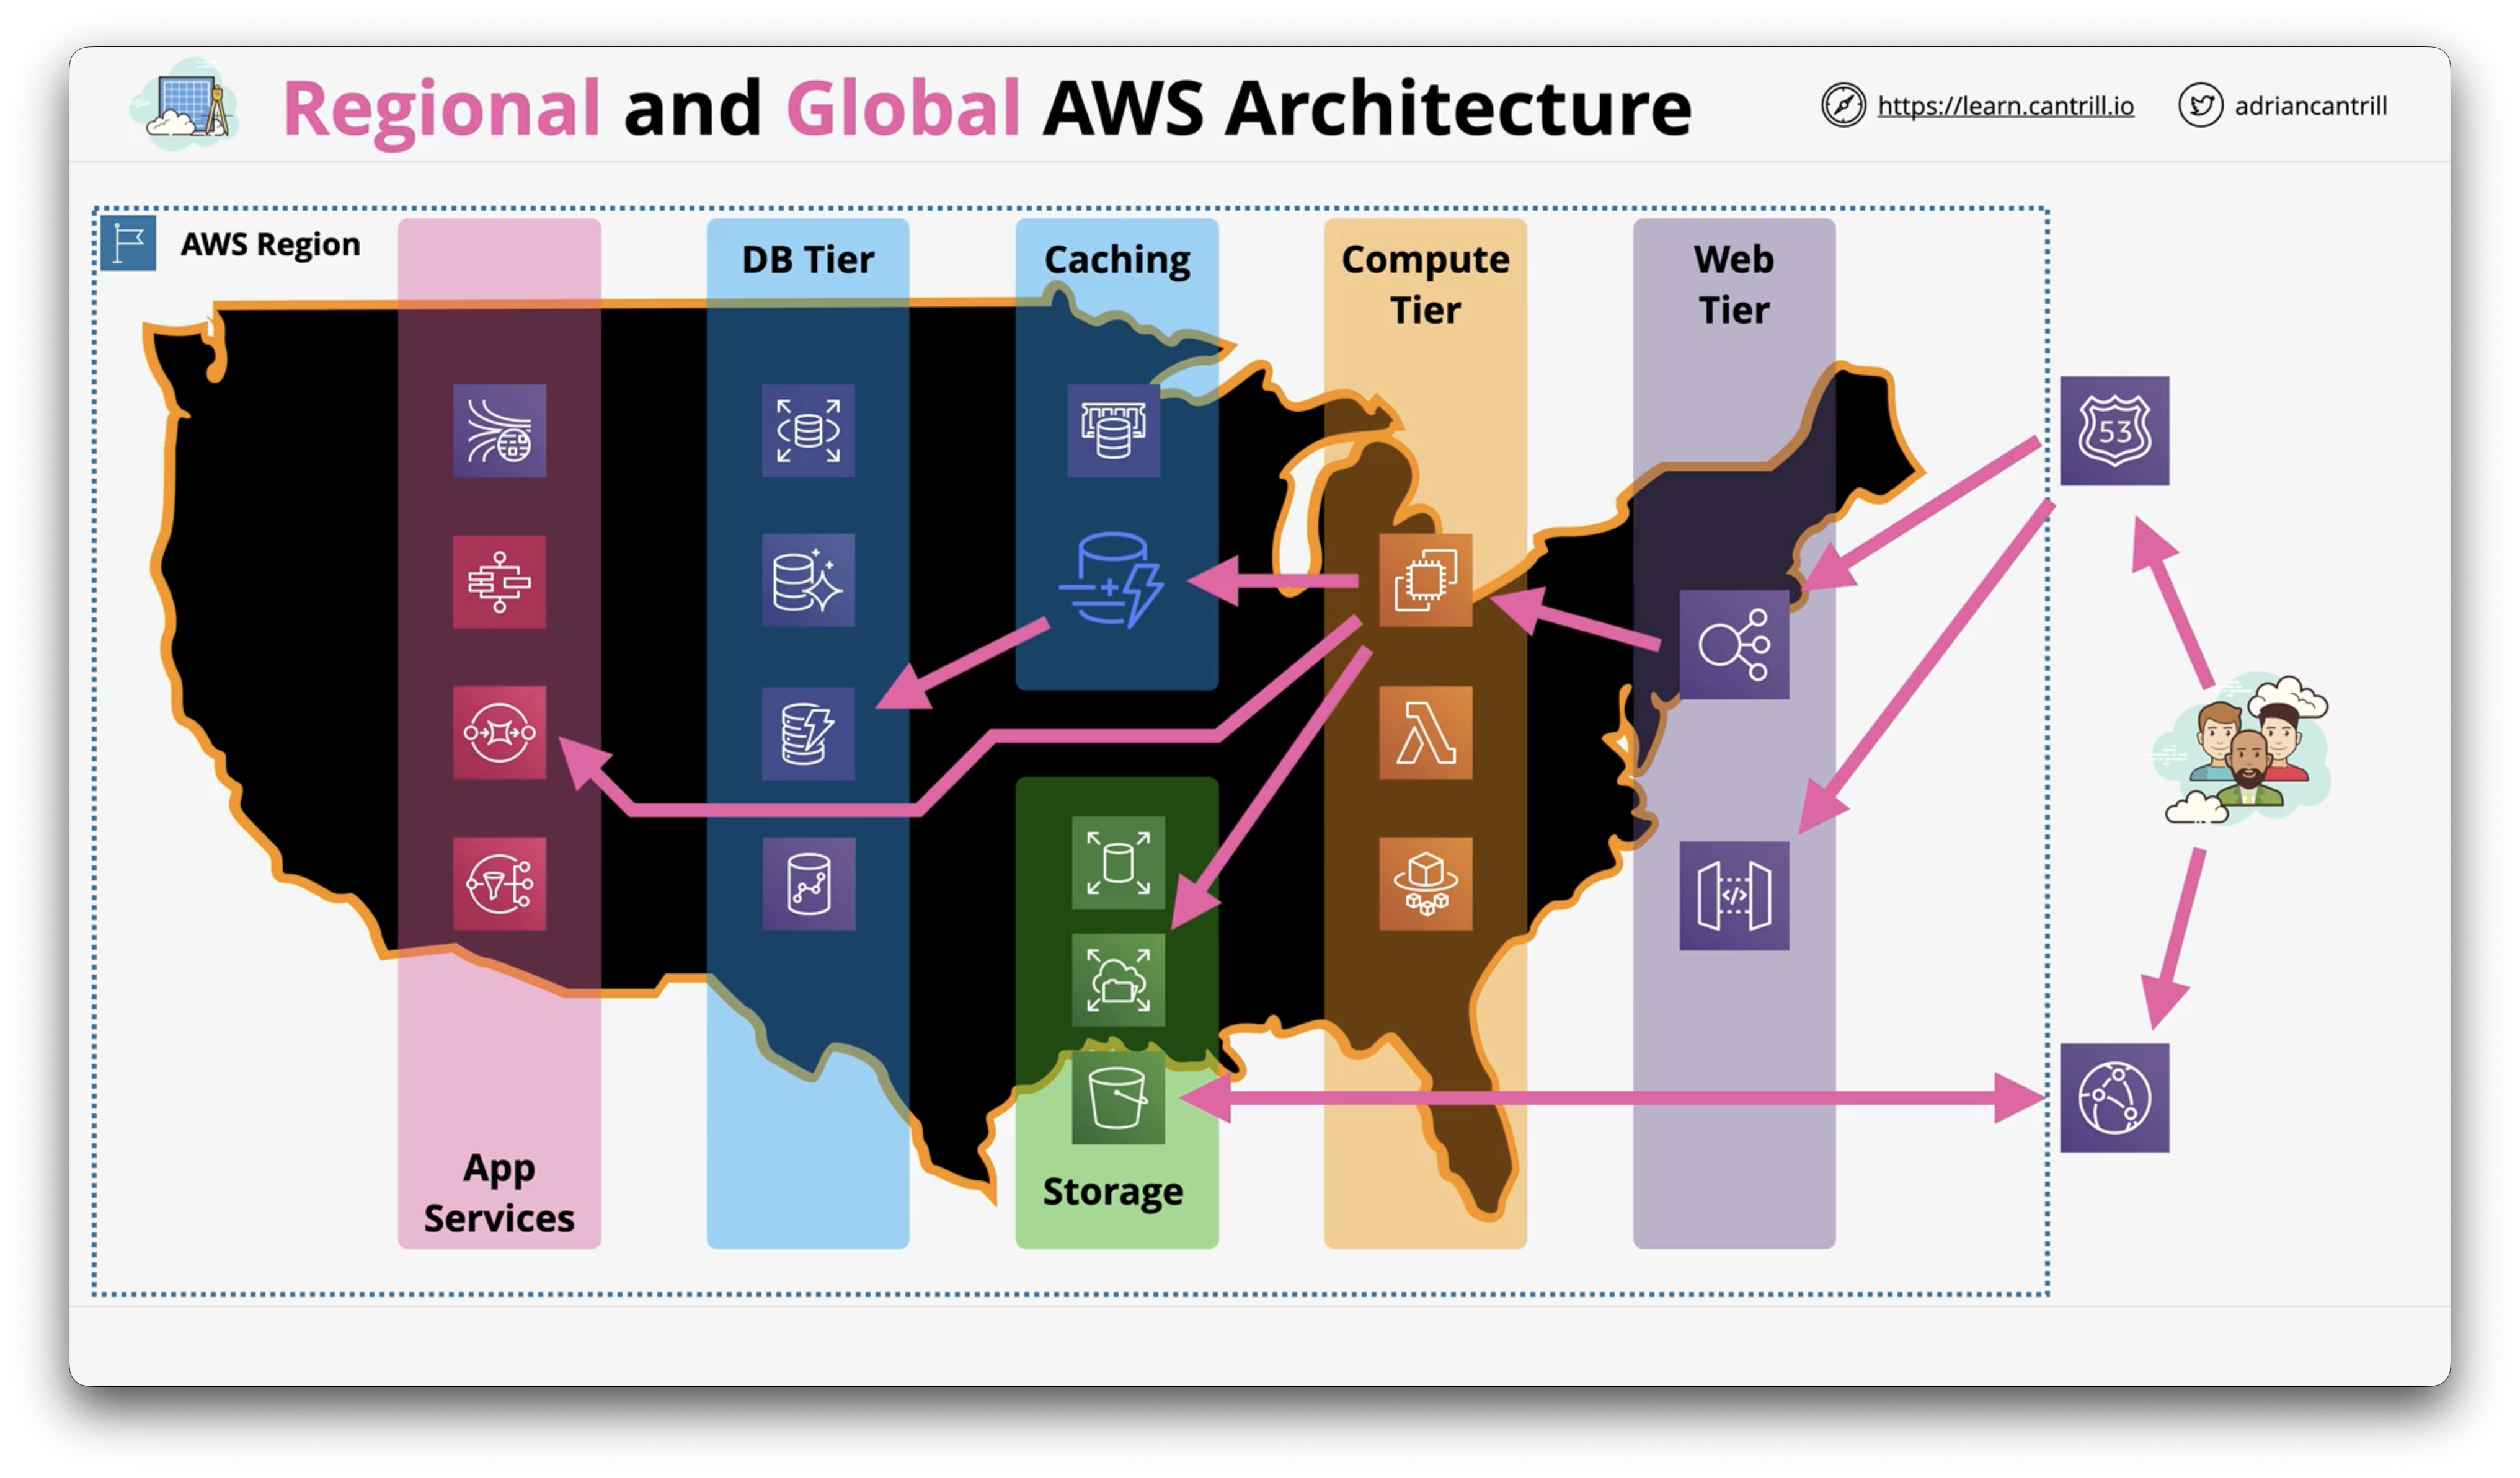 Regional and Global AWS Architecture
https://learn.cantrill.io
adriancantrill
AWS Region
DB Tier
Caching
Compute
Tier
Web
Tier
53
</>
App
Services
Storage